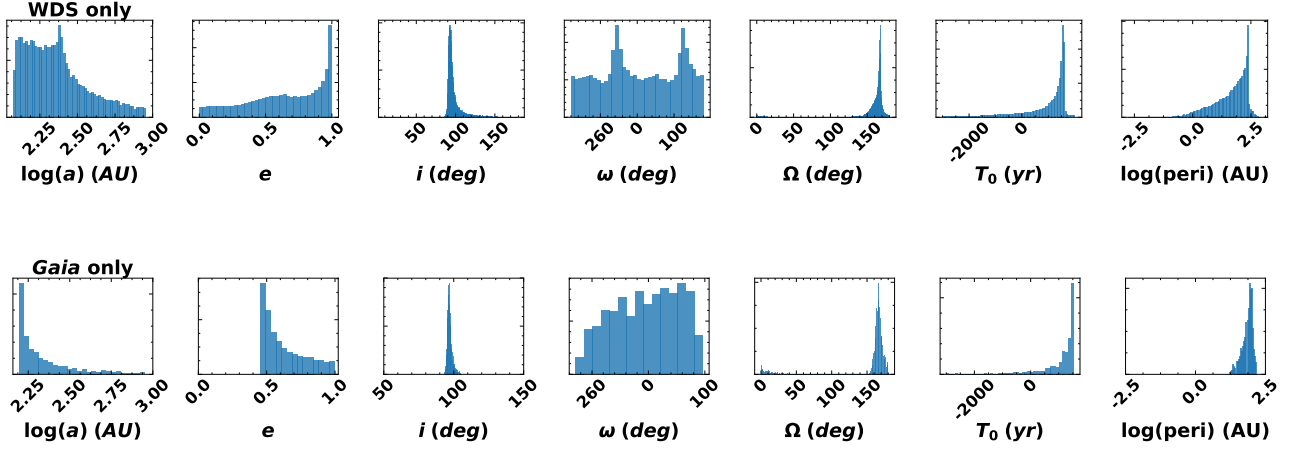 WDS only
2.25 2.50 2.75 3.00
log(a) (AU)
0.0 0.5 1.0
e
50 100 150
i (deg)
260 0 100
ω (deg)
0 50 100 150
Ω (deg)
-2000 0
T₀ (yr)
-2.5 0.0 2.5
log(peri) (AU)
Gaia only
2.25 2.50 2.75 3.00
log(a) (AU)
0.0 0.5 1.0
e
50 100 150
i (deg)
260 0 100
ω (deg)
0 50 100 150
Ω (deg)
-2000 0
T₀ (yr)
-2.5 0.0 2.5
log(peri) (AU)